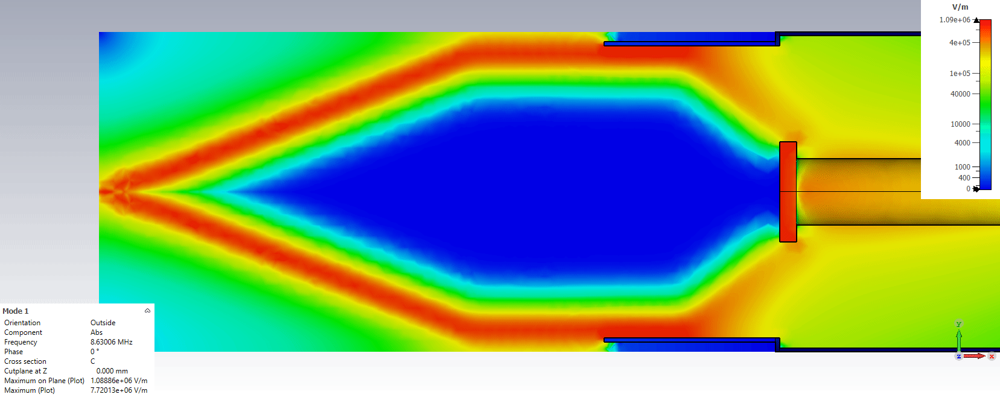 V/m
1.09e+06
4e+05
1e+05
40000
10000
4000
1000
400
0
Mode 1
Orientation Outside
Component Abs
Frequency 8.63006 MHz
Phase 0 °
Cross section C
Cutplane at Z 0.000 mm
Maximum on Plane (Plot) 1.08886e+06 V/m
Maximum (Plot) 7.72013e+06 V/m
y
z x